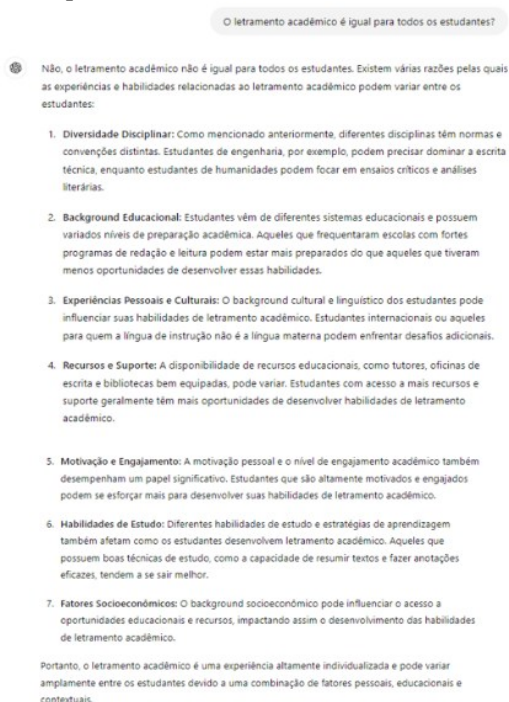 O letramento acadêmico é igual para todos os estudantes?
Não, o letramento acadêmico não é igual para todos os estudantes. Existem várias razões pelas quais
as experiências e habilidades relacionadas ao letramento acadêmico podem variar entre os
estudantes:
1. Diversidade Disciplinar: Como mencionado anteriormente, diferentes disciplinas têm normas e
convenções distintas. Estudantes de engenharia, por exemplo, podem precisar dominar a escrita
técnica, enquanto estudantes de humanidades podem focar em ensaios críticos e análises
literárias.
2. Background Educacional: Estudantes vêm de diferentes sistemas educacionais e possuem
variados níveis de preparação acadêmica. Aqueles que frequentaram escolas com fortes
programas de redação e leitura podem estar mais preparados do que aqueles que tiveram
menos oportunidades de desenvolver essas habilidades.
3. Experiências Pessoais e Culturais: O background cultural e linguístico dos estudantes pode
influenciar suas habilidades de letramento acadêmico. Estudantes internacionais ou aqueles
para quem a língua de instrução não é a língua materna podem enfrentar desafios adicionais.
4. Recursos e Suporte: A disponibilidade de recursos educacionais, como tutores, oficinas de
escrita e bibliotecas bem equipadas, pode variar. Estudantes com acesso a mais recursos e
suporte geralmente têm mais oportunidades de desenvolver habilidades de letramento
acadêmico.
5. Motivação e Engajamento: A motivação pessoal e o nível de engajamento acadêmico também
desempenham um papel significativo. Estudantes que são altamente motivados e engajados
podem se esforçar mais para desenvolver suas habilidades de letramento acadêmico.
6. Habilidades de Estudo: Diferentes habilidades de estudo e estratégias de aprendizagem
também afetam como os estudantes desenvolvem letramento acadêmico. Aqueles que
possuem boas técnicas de estudo, como a capacidade de resumir textos e fazer anotações
eficazes, tendem a se sair melhor.
7. Fatores Socioeconômicos: O background socioeconômico pode influenciar o acesso a
oportunidades educacionais e recursos, impactando assim o desenvolvimento das habilidades
de letramento acadêmico.
Portanto, o letramento acadêmico é uma experiência altamente individualizada e pode variar
amplamente entre os estudantes devido a uma combinação de fatores pessoais, educacionais e
contextuais.